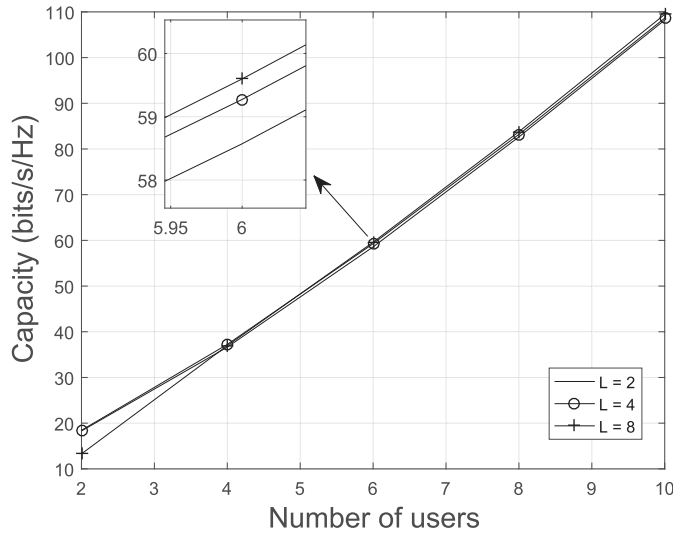 110
100
90
80
70
60
50
40
30
20
10
Capacity (bits/s/Hz)
60
59
58
5.95 6
L = 2
L = 4
L = 8
2 3 4 5 6 7 8 9 10
Number of users